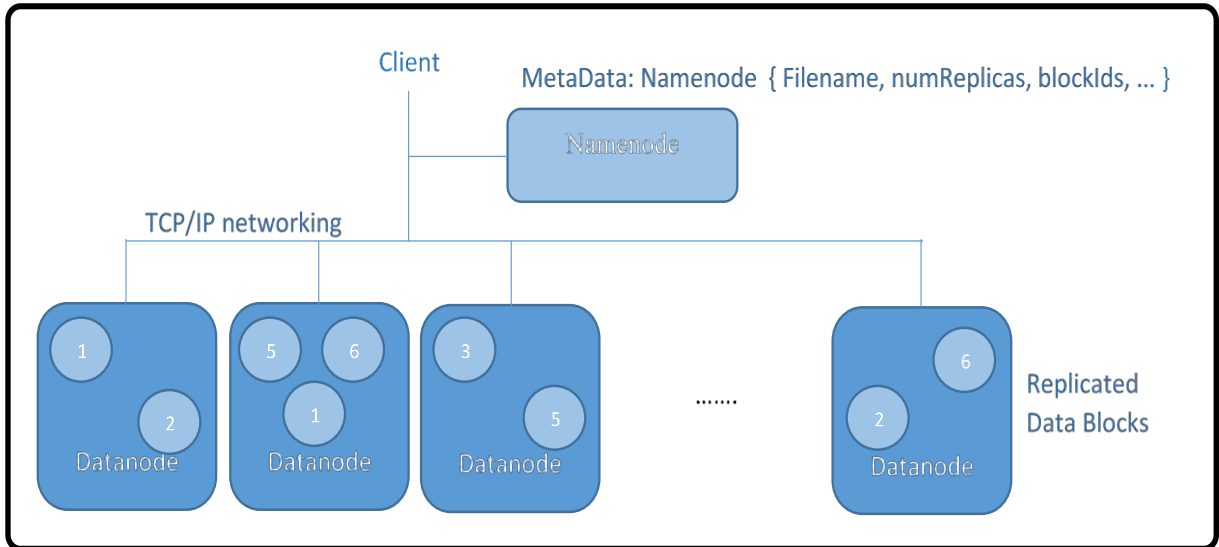 Client
MetaData: Namenode { Filename, numReplicas, blockIds, ... }
Namenode
TCP/IP networking
1
2
Datanode
5
6
1
Datanode
3
5
Datanode
.......
6
2
Datanode
Replicated
Data Blocks